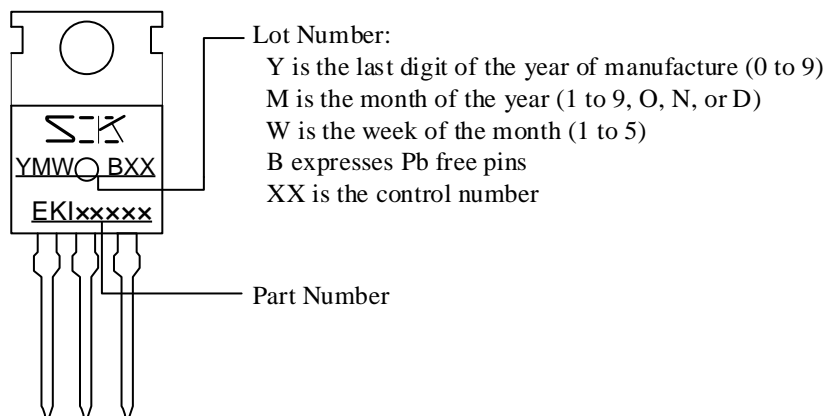 Lot Number:
Y is the last digit of the year of manufacture (0 to 9)
M is the month of the year (1 to 9, O, N, or D)
W is the week of the month (1 to 5)
B expresses Pb free pins
XX is the control number
SK
YMW○ BXX
EKI×××××
Part Number